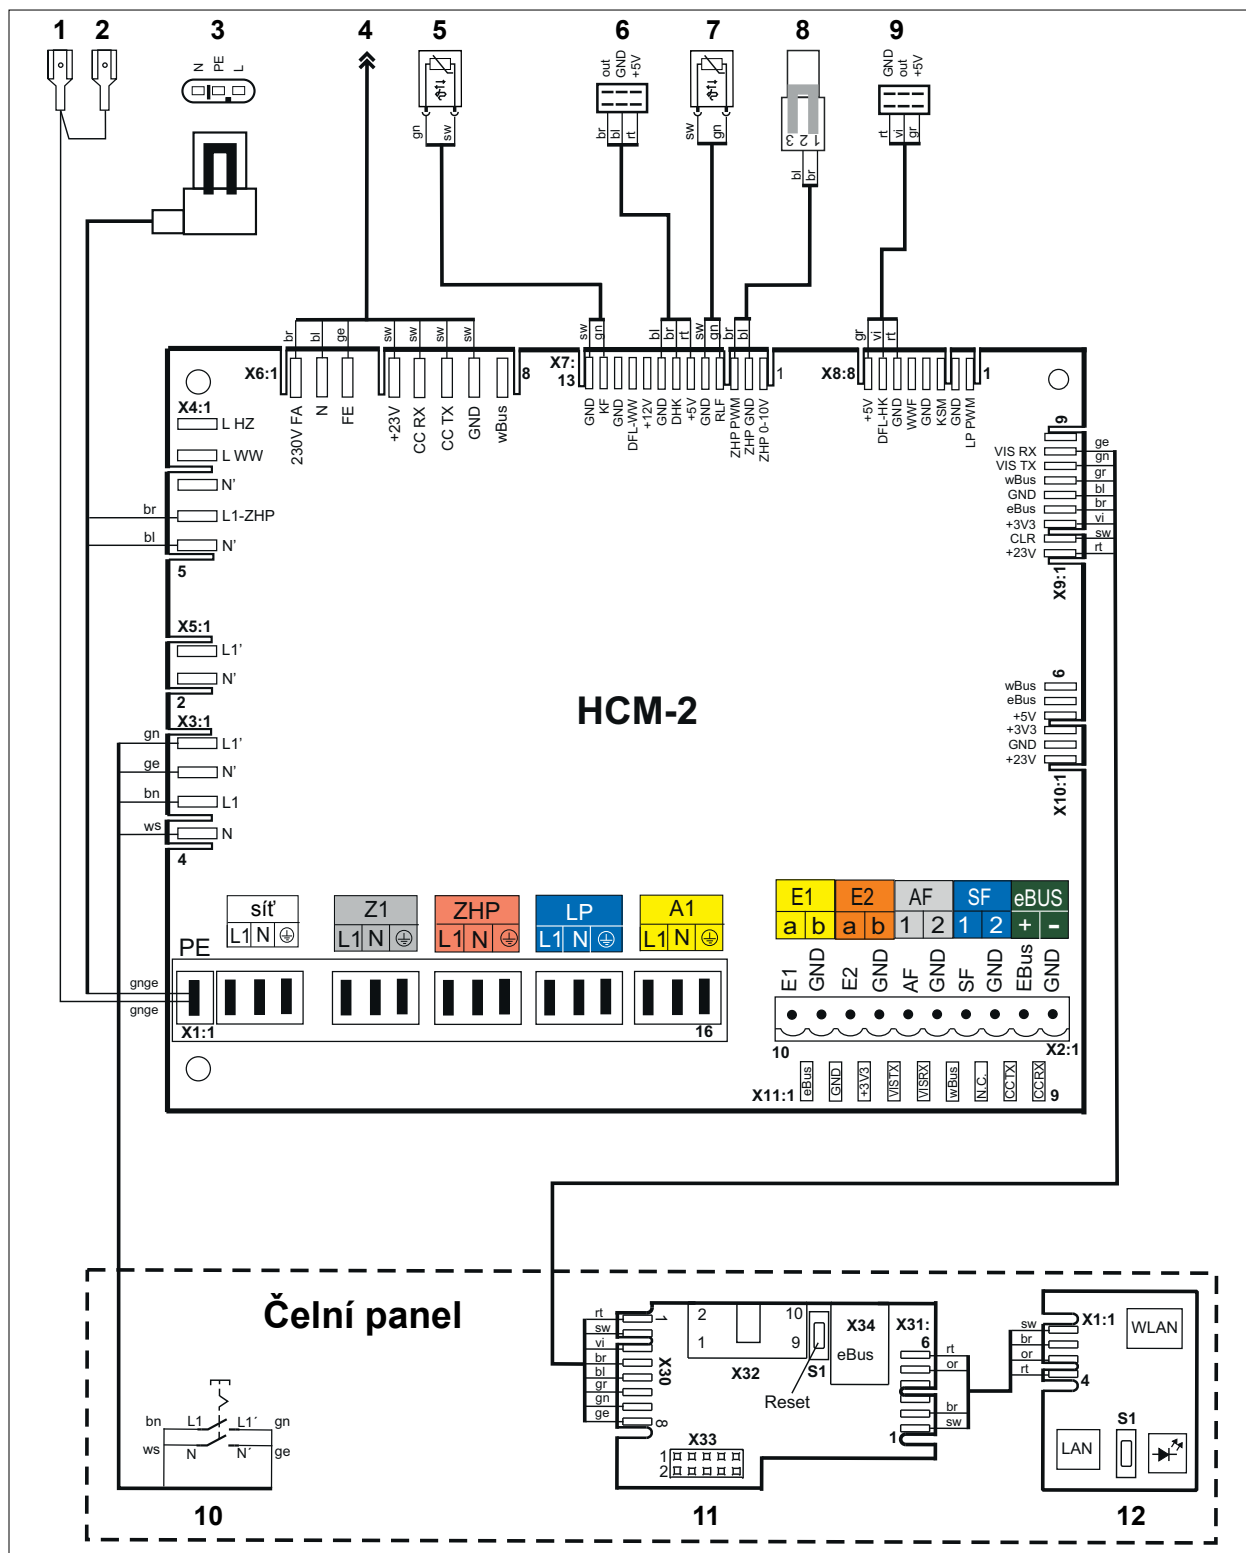 1 2 3 4 5 6 7 8 9
N PE L
out GND +5V
GND out +5V
gn sw
br bl rt
sw gn
1 2 3
bl br
rt vi gr
br bl ge sw sw sw sw
sw gn bl br rt sw gn br bl
gr vi rt
X6:1 8
X7: 13 1
X8:8 1
230V FA N FE +23V CC RX CC TX GND wBus
GND KF GND DFL-WW +12V GND DHK +5V GND RLF ZHP PWM ZHP GND ZHP 0-10V
+5V DFL-HK GND WWF GND KSM GND LP PWM
X4:1
L HZ
L WW
N'
br L1-ZHP
bl N'
5
9
VIS RX ge
VIS TX gn
wBus gr
GND bl
eBus br
+3V3 vi
CLR sw
+23V rt
X9:1
X5:1
L1'
N'
2
X3:1
gn L1'
ge N'
bn L1
ws N
4
HCM-2
6
wBus
eBus
+5V
+3V3
GND
+23V
X10:1
síť Z1 ZHP LP A1
L1 N L1 N L1 N L1 N L1 N
PE
gnge
gnge
X1:1 16
E1 E2 AF SF eBUS
a b a b 1 2 1 2 + -
E1 GND E2 GND AF GND SF GND EBus GND
10 X2:1
X11:1 eBus GND +3V3 VISTX VISRX wBus N.C. CCTX CCRX 9
Čelní panel
bn L1 L1´ gn
ws N N´ ge
10
rt
sw
vi
br
bl
gr
gn
ge
1 X30 8
2 10
1 9
X32
S1
Reset
X34
eBus
X31:
6
rt
or
br
sw
1
X33
1
2
11
sw
br
or
rt
X1:1
4
WLAN
LAN
S1
12